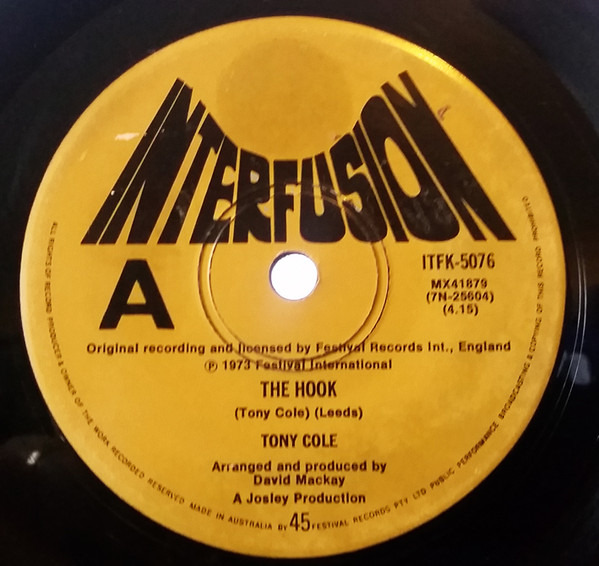 INTERFUSION
A
ITFK-5076
MX41879
(7N-25604)
(4.15)
Original recording and licensed by Festival Records Int., England
Ⓟ 1973 Festival International
THE HOOK
(Tony Cole) (Leeds)
TONY COLE
Arranged and produced by
David Mackay
A Josley Production
45
ALL RIGHTS OF RECORD PRODUCER & OWNER OF THE WORK RECORDED RESERVED MADE IN AUSTRALIA BY FESTIVAL RECORDS PTY LTD PUBLIC PERFORMANCE BROADCASTING & COPYING OF THIS RECORD PROHIBITED